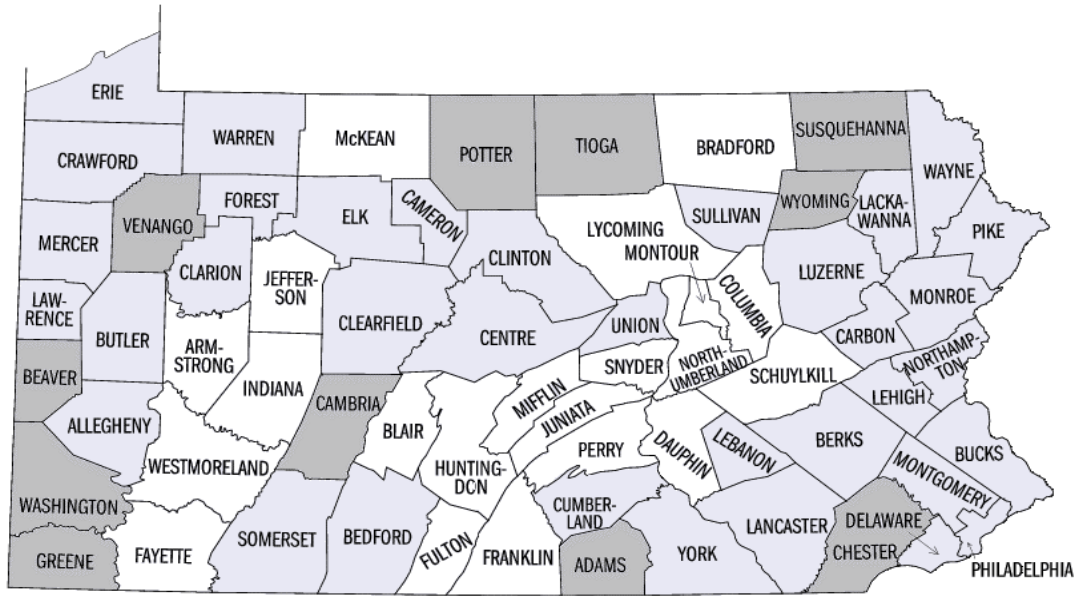 ERIE
CRAWFORD
WARREN
McKEAN
POTTER
TIOGA
BRADFORD
SUSQUEHANNA
WAYNE
VENANGO
FOREST
ELK
CAMERON
LYCOMING
SULLIVAN
WYOMING
LACKA-
WANNA
PIKE
MERCER
CLARION
JEFFER-
SON
CLINTON
MONTOUR
COLUMBIA
LUZERNE
MONROE
LAW-
RENCE
BUTLER
ARM-
STRONG
CLEARFIELD
CENTRE
UNION
SNYDER
NORTH-
UMBERLAND
CARBON
NORTHAMP-
TON
BEAVER
INDIANA
CAMBRIA
BLAIR
MIFFLIN
JUNIATA
SCHUYLKILL
LEHIGH
ALLEGHENY
WESTMORELAND
HUNTING-
DCN
PERRY
DAUPHIN
LEBANON
BERKS
BUCKS
MONTGOMERY
WASHINGTON
GREENE
FAYETTE
SOMERSET
BEDFORD
FULTON
FRANKLIN
CUMBER-
LAND
ADAMS
YORK
LANCASTER
DELAWARE
CHESTER
PHILADELPHIA